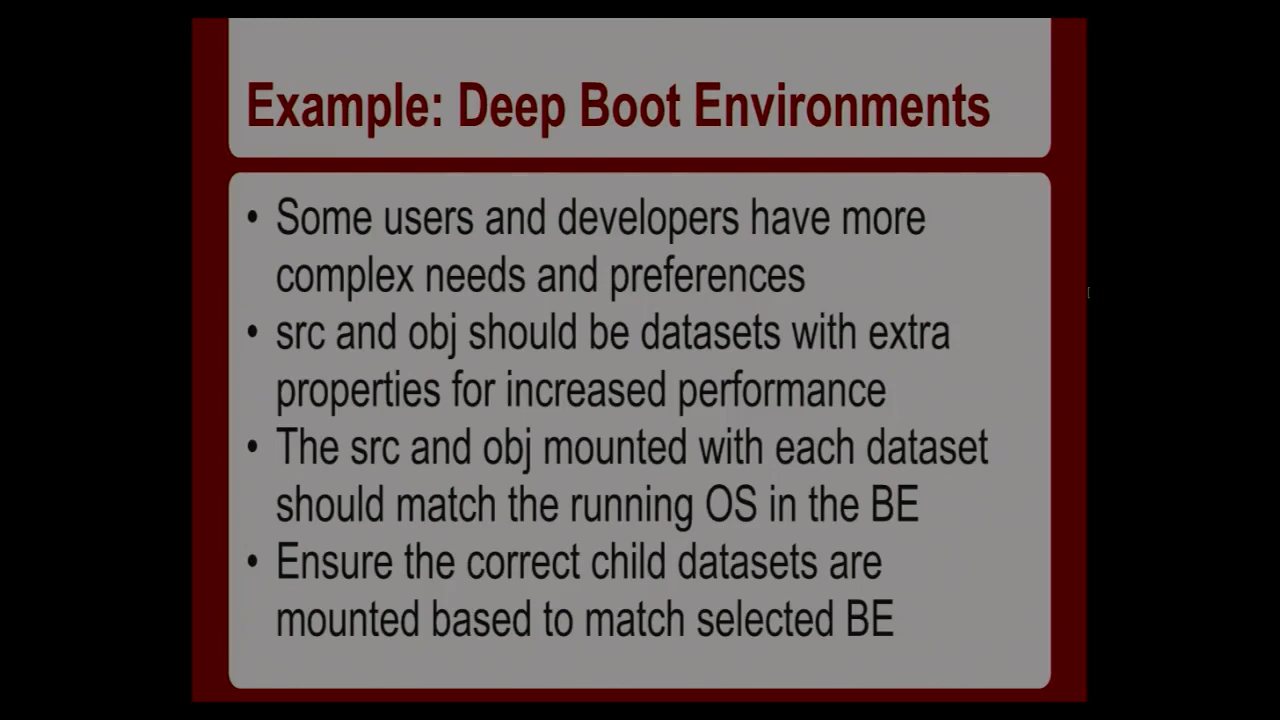 Example: Deep Boot Environments
• Some users and developers have more
complex needs and preferences
• src and obj should be datasets with extra
properties for increased performance
• The src and obj mounted with each dataset
should match the running OS in the BE
• Ensure the correct child datasets are
mounted based to match selected BE